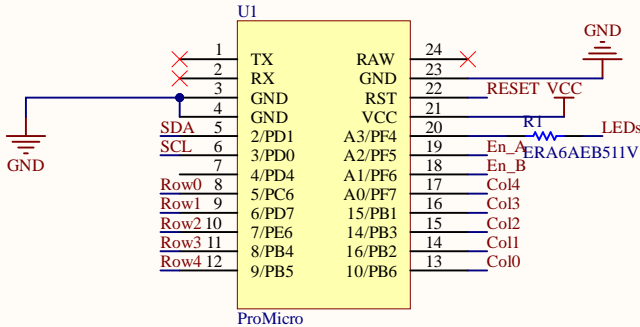 U1
GND
1 TX RAW 24
2 RX GND 23
3 GND RST 22 RESET VCC
4 GND VCC 21
R1
SDA 5 2/PD1 A3/PF4 20 LEDs
SCL 6 3/PD0 A2/PF5 19 En_A ERA6AEB511V
GND
7 4/PD4 A1/PF6 18 En_B
Row0 8 5/PC6 A0/PF7 17 Col4
Row1 9 6/PD7 15/PB1 16 Col3
Row2 10 7/PE6 14/PB3 15 Col2
Row3 11 8/PB4 16/PB2 14 Col1
Row4 12 9/PB5 10/PB6 13 Col0
ProMicro